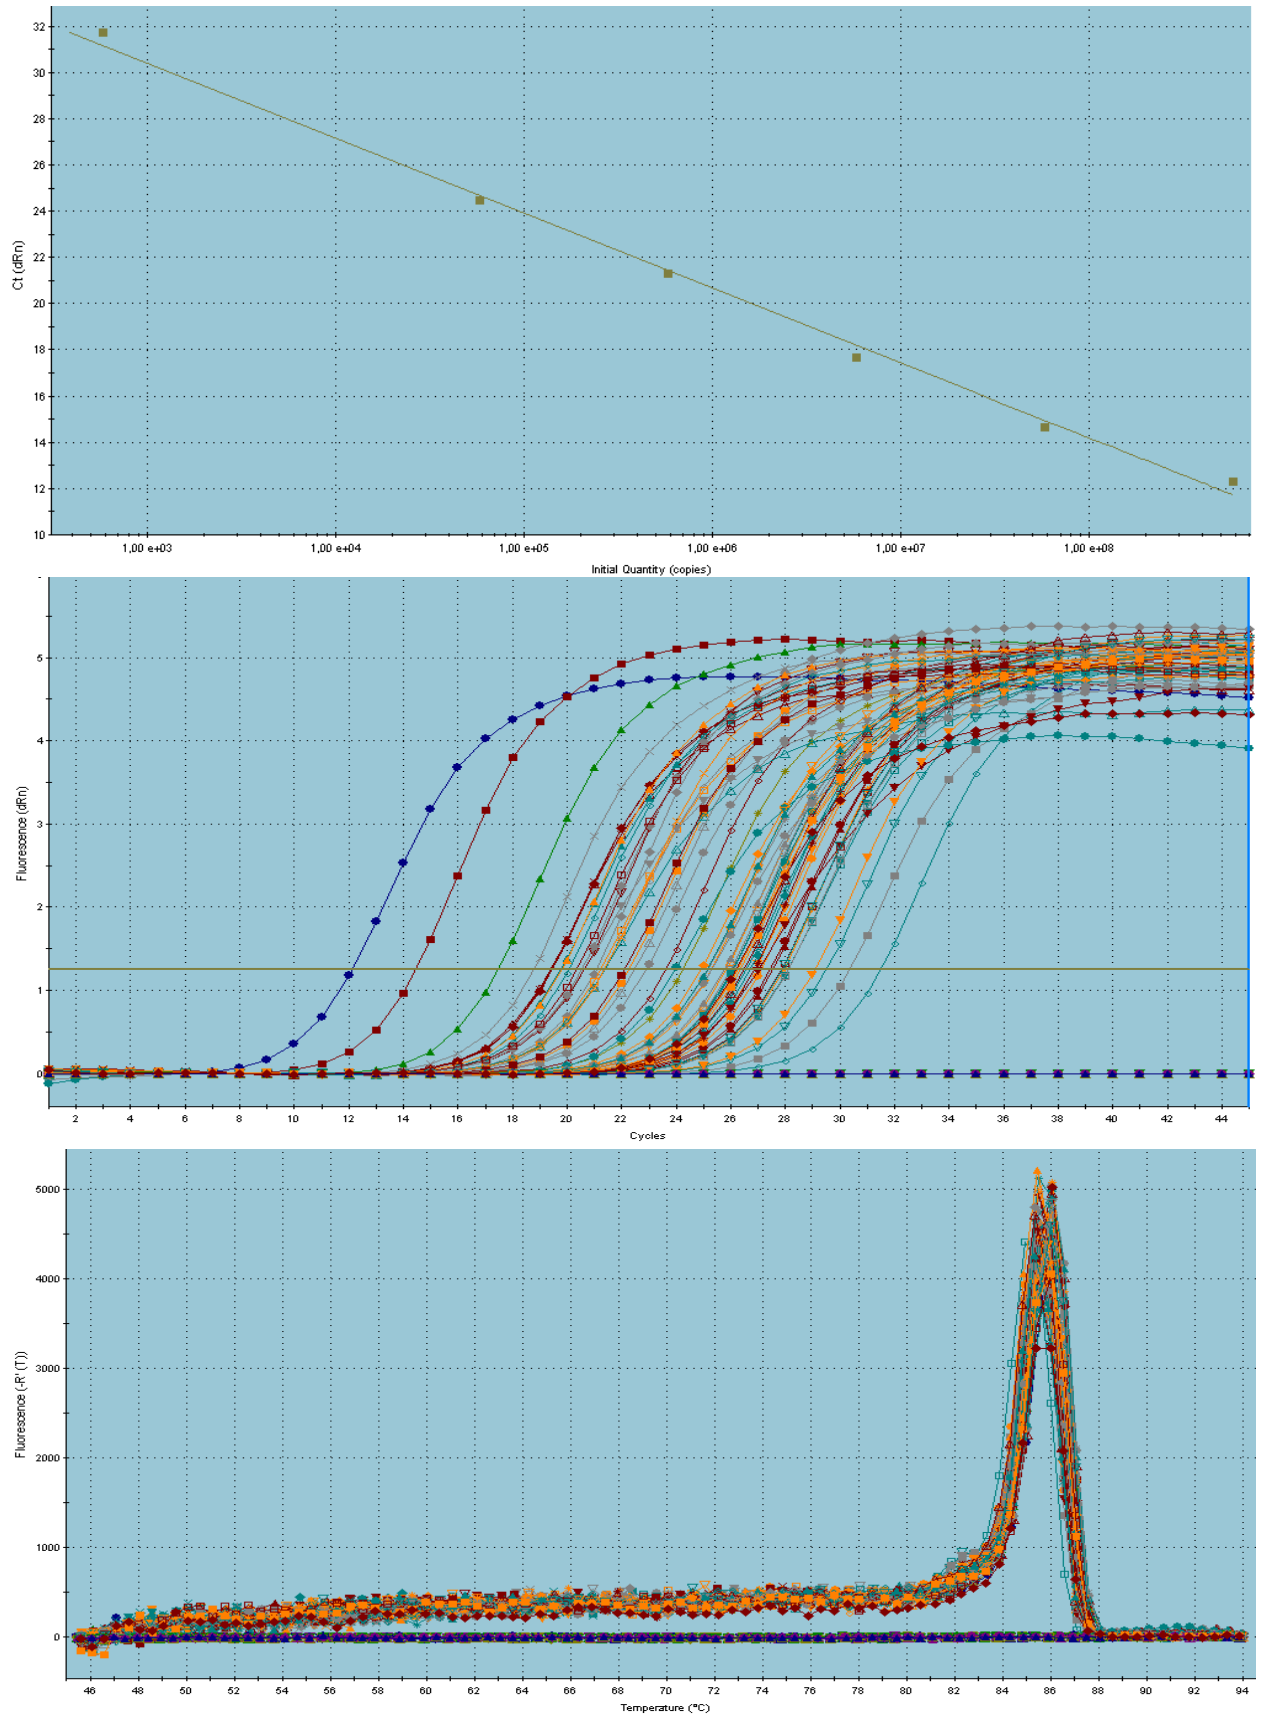 32
30
28
26
24
22
20
18
16
14
12
10
Ct (dRn)
1,00 e+03 1,00 e+04 1,00 e+05 1,00 e+06 1,00 e+07 1,00 e+08
Initial Quantity (copies)
5
4
3
2
1
0
Fluorescence (dRn)
2 4 6 8 10 12 14 16 18 20 22 24 26 28 30 32 34 36 38 40 42 44
Cycles
5000
4000
3000
2000
1000
0
Fluorescence (-R'(T))
46 48 50 52 54 56 58 60 62 64 66 68 70 72 74 76 78 80 82 84 86 88 90 92 94
Temperature (°C)